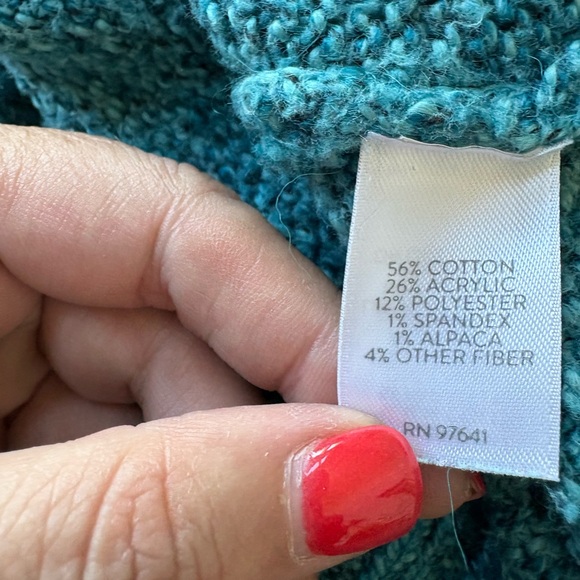 56% COTTON
26% ACRYLIC
12% POLYESTER
1% SPANDEX
1% ALPACA
4% OTHER FIBER
RN 97641